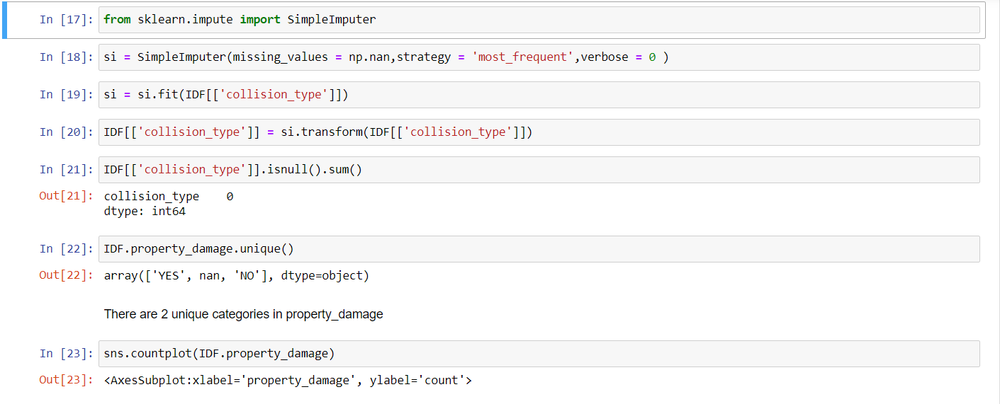 In [17]: from sklearn.impute import SimpleImputer
In [18]: si = SimpleImputer(missing_values = np.nan,strategy = 'most_frequent',verbose = 0 )
In [19]: si = si.fit(IDF[['collision_type']])
In [20]: IDF[['collision_type']] = si.transform(IDF[['collision_type']])
In [21]: IDF[['collision_type']].isnull().sum()
Out[21]: collision_type    0
dtype: int64
In [22]: IDF.property_damage.unique()
Out[22]: array(['YES', nan, 'NO'], dtype=object)
There are 2 unique categories in property_damage
In [23]: sns.countplot(IDF.property_damage)
Out[23]: <AxesSubplot:xlabel='property_damage', ylabel='count'>